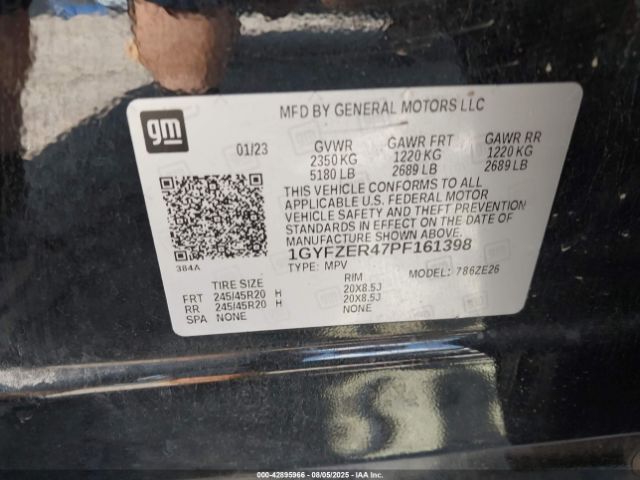 gm
MFD BY GENERAL MOTORS LLC
01/23 GVWR GAWR FRT GAWR RR
2350 KG 1220 KG 1220 KG
5180 LB 2689 LB 2689 LB
THIS VEHICLE CONFORMS TO ALL
APPLICABLE U.S. FEDERAL MOTOR
VEHICLE SAFETY AND THEFT PREVENTION
STANDARDS IN EFFECT ON THE DATE OF
MANUFACTURE SHOWN ABOVE.
1GYFZER47PF161398
TYPE: MPV MODEL: 786ZE26
384A
TIRE SIZE RIM
FRT 245/45R20 H 20X8.5J
RR 245/45R20 H 20X8.5J
SPA NONE NONE
000-42895966 - 08/05/2025 - IAA Inc.